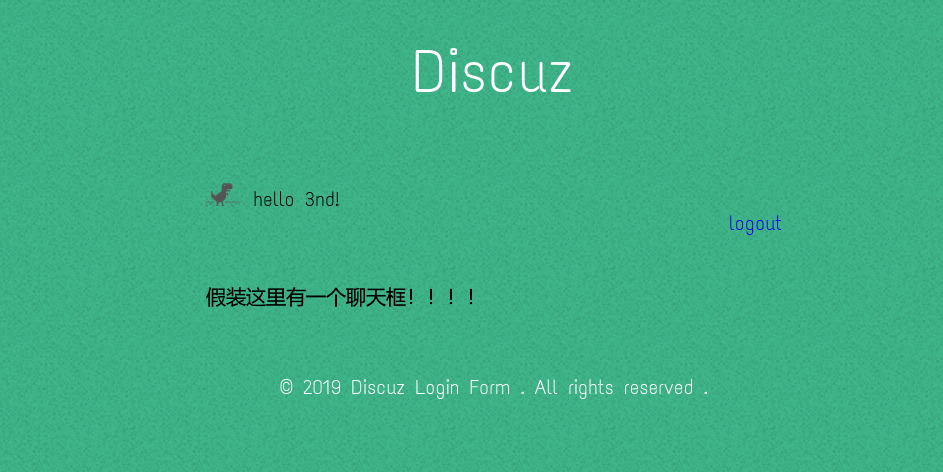 Discuz
hello 3nd!
logout
假装这里有一个聊天框！！！！
© 2019 Discuz Login Form . All rights reserved .